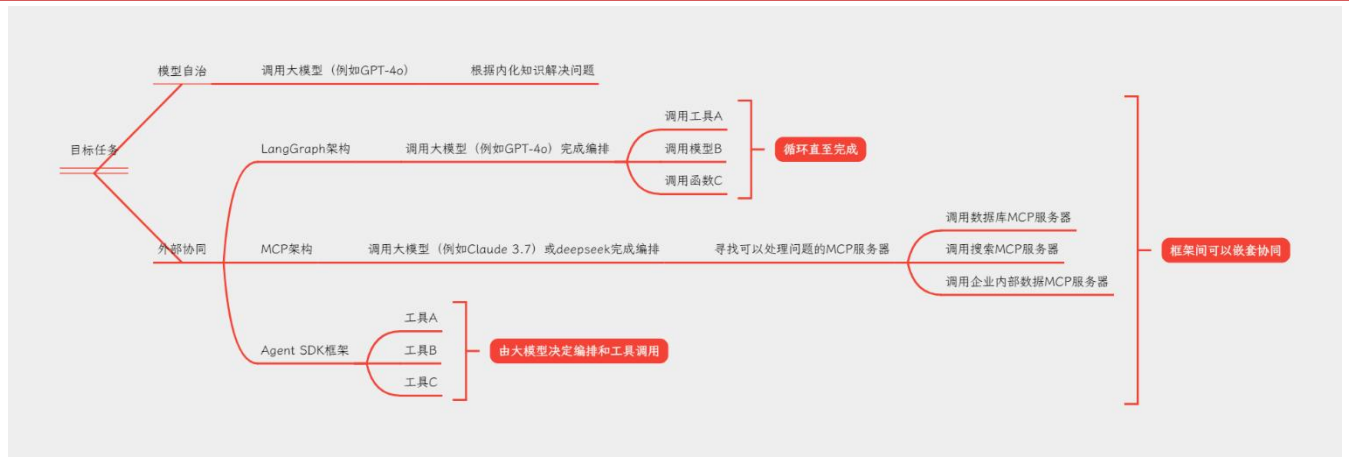 模型自治
调用大模型（例如GPT-4o）
根据内化知识解决问题
目标任务
LangGraph架构
调用大模型（例如GPT-4o）完成编排
调用工具A
调用模型B
调用函数C
循环直至完成
外部协同
MCP架构
调用大模型（例如Claude 3.7）或deepseek完成编排
寻找可以处理问题的MCP服务器
调用数据库MCP服务器
调用搜索MCP服务器
调用企业内部数据MCP服务器
框架间可以嵌套协同
Agent SDK框架
工具A
工具B
工具C
由大模型决定编排和工具调用